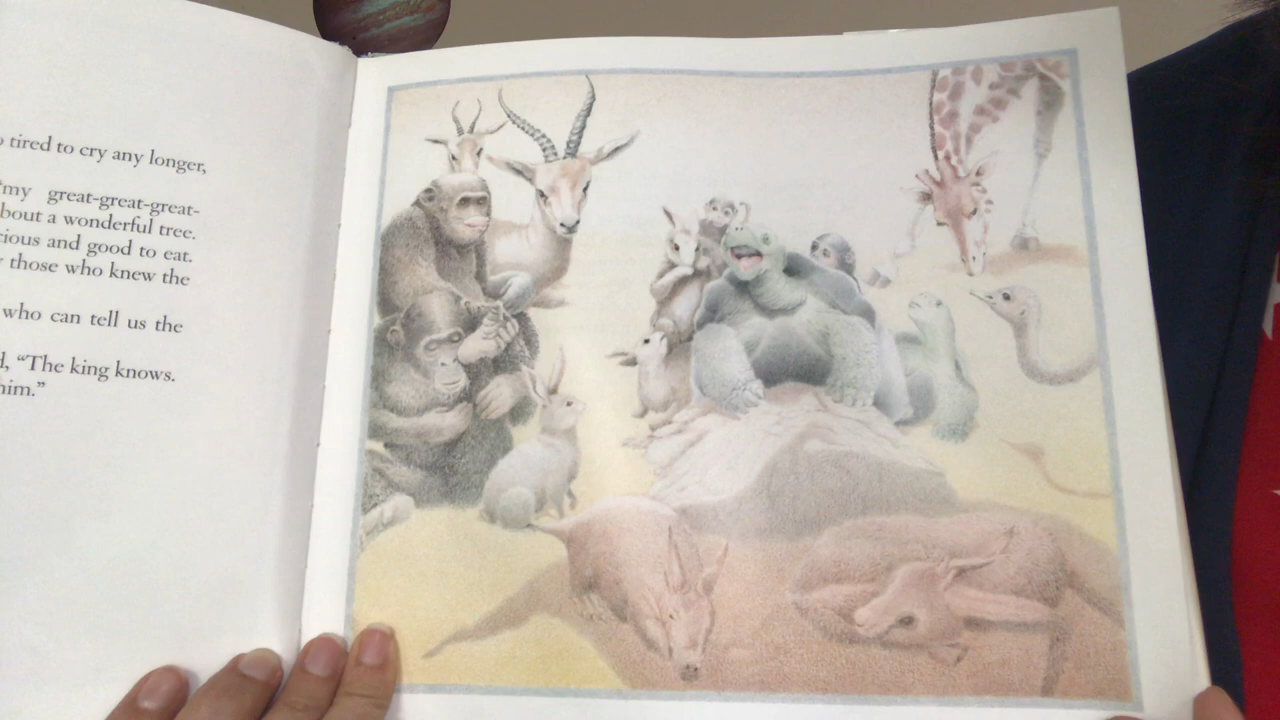 tired to cry any longer,
"my great-great-great-
bout a wonderful tree.
cious and good to eat.
those who knew the
who can tell us the
"The king knows.
him."